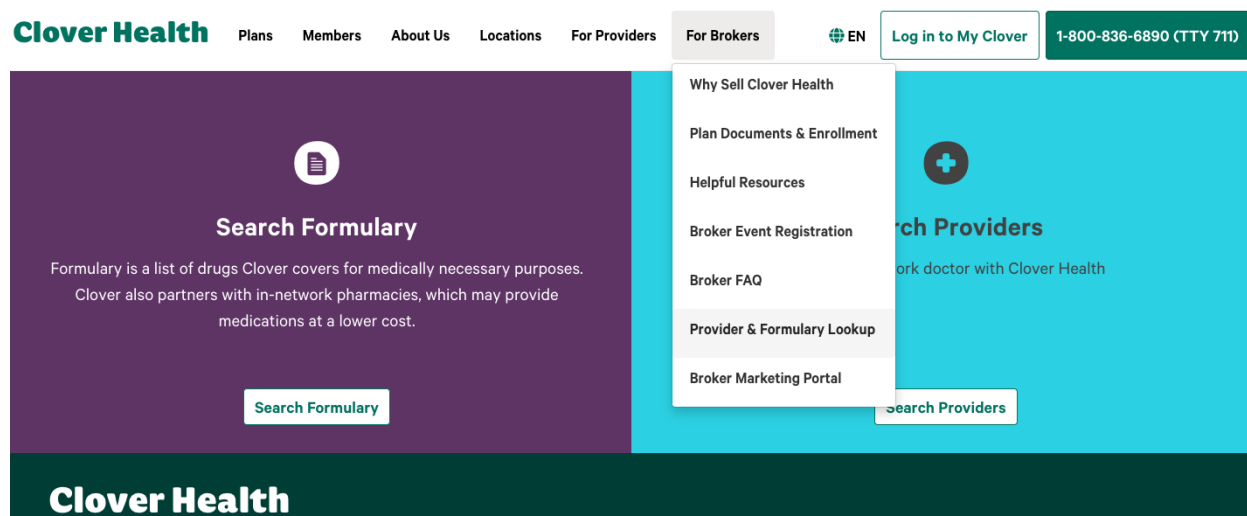 Clover Health Plans Members About Us Locations For Providers For Brokers EN Log in to My Clover 1-800-836-6890 (TTY 711)
Why Sell Clover Health
Plan Documents & Enrollment
Helpful Resources
Broker Event Registration
Broker FAQ
Provider & Formulary Lookup
Broker Marketing Portal
Search Formulary
Formulary is a list of drugs Clover covers for medically necessary purposes.
Clover also partners with in-network pharmacies, which may provide
medications at a lower cost.
Search Formulary
Providers
doctor with Clover Health
Search Providers
Clover Health